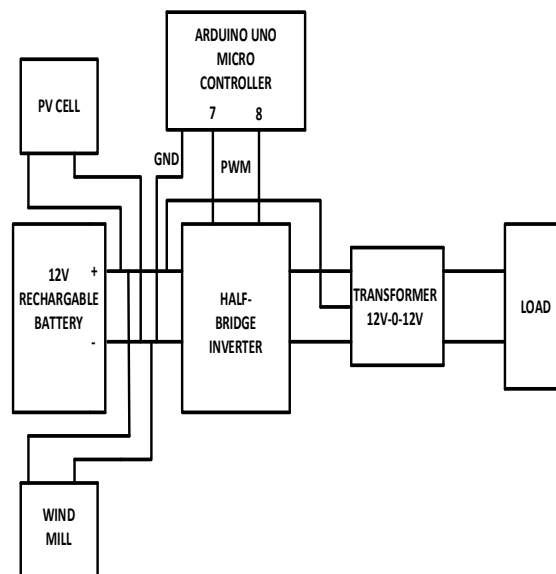 ARDUINO UNO
MICRO
CONTROLLER
7 8
PV CELL
GND
PWM
12V +
RECHARGABLE
BATTERY
-
HALF-
BRIDGE
INVERTER
TRANSFORMER
12V-0-12V
LOAD
WIND
MILL